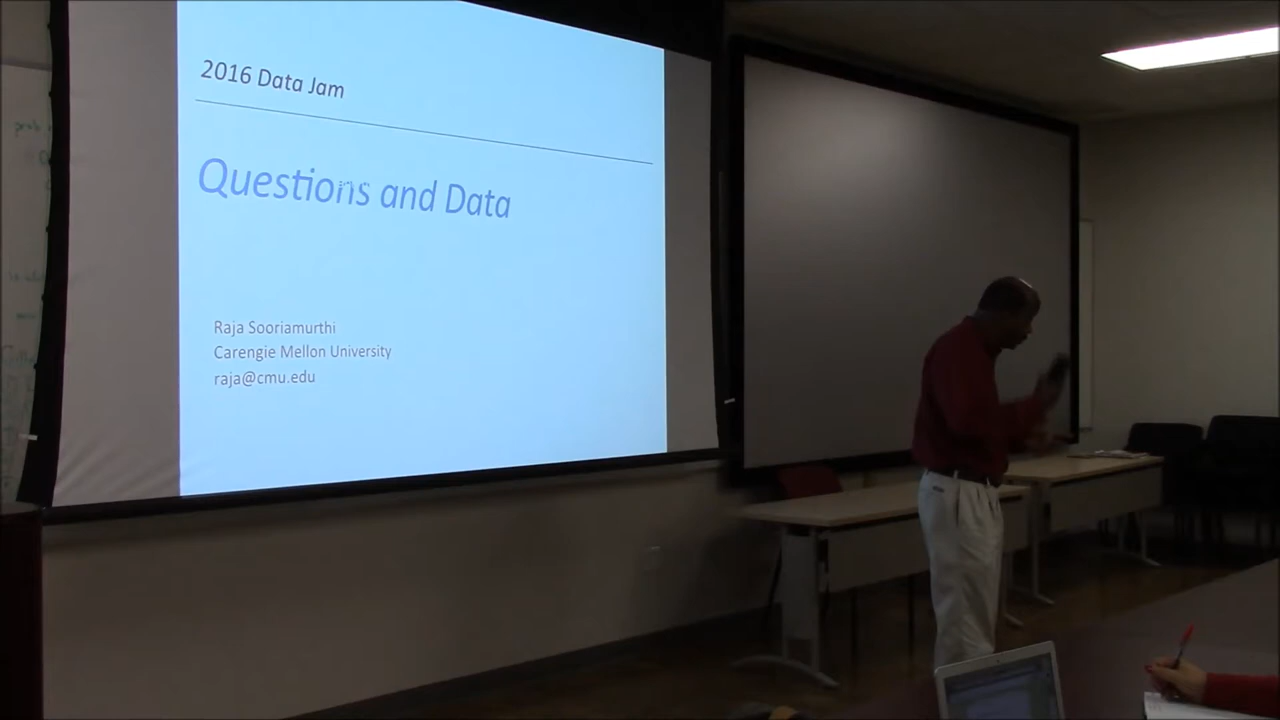 2016 Data Jam
Questions and Data
Raja Sooriamurthi
Carengie Mellon University
raja@cmu.edu